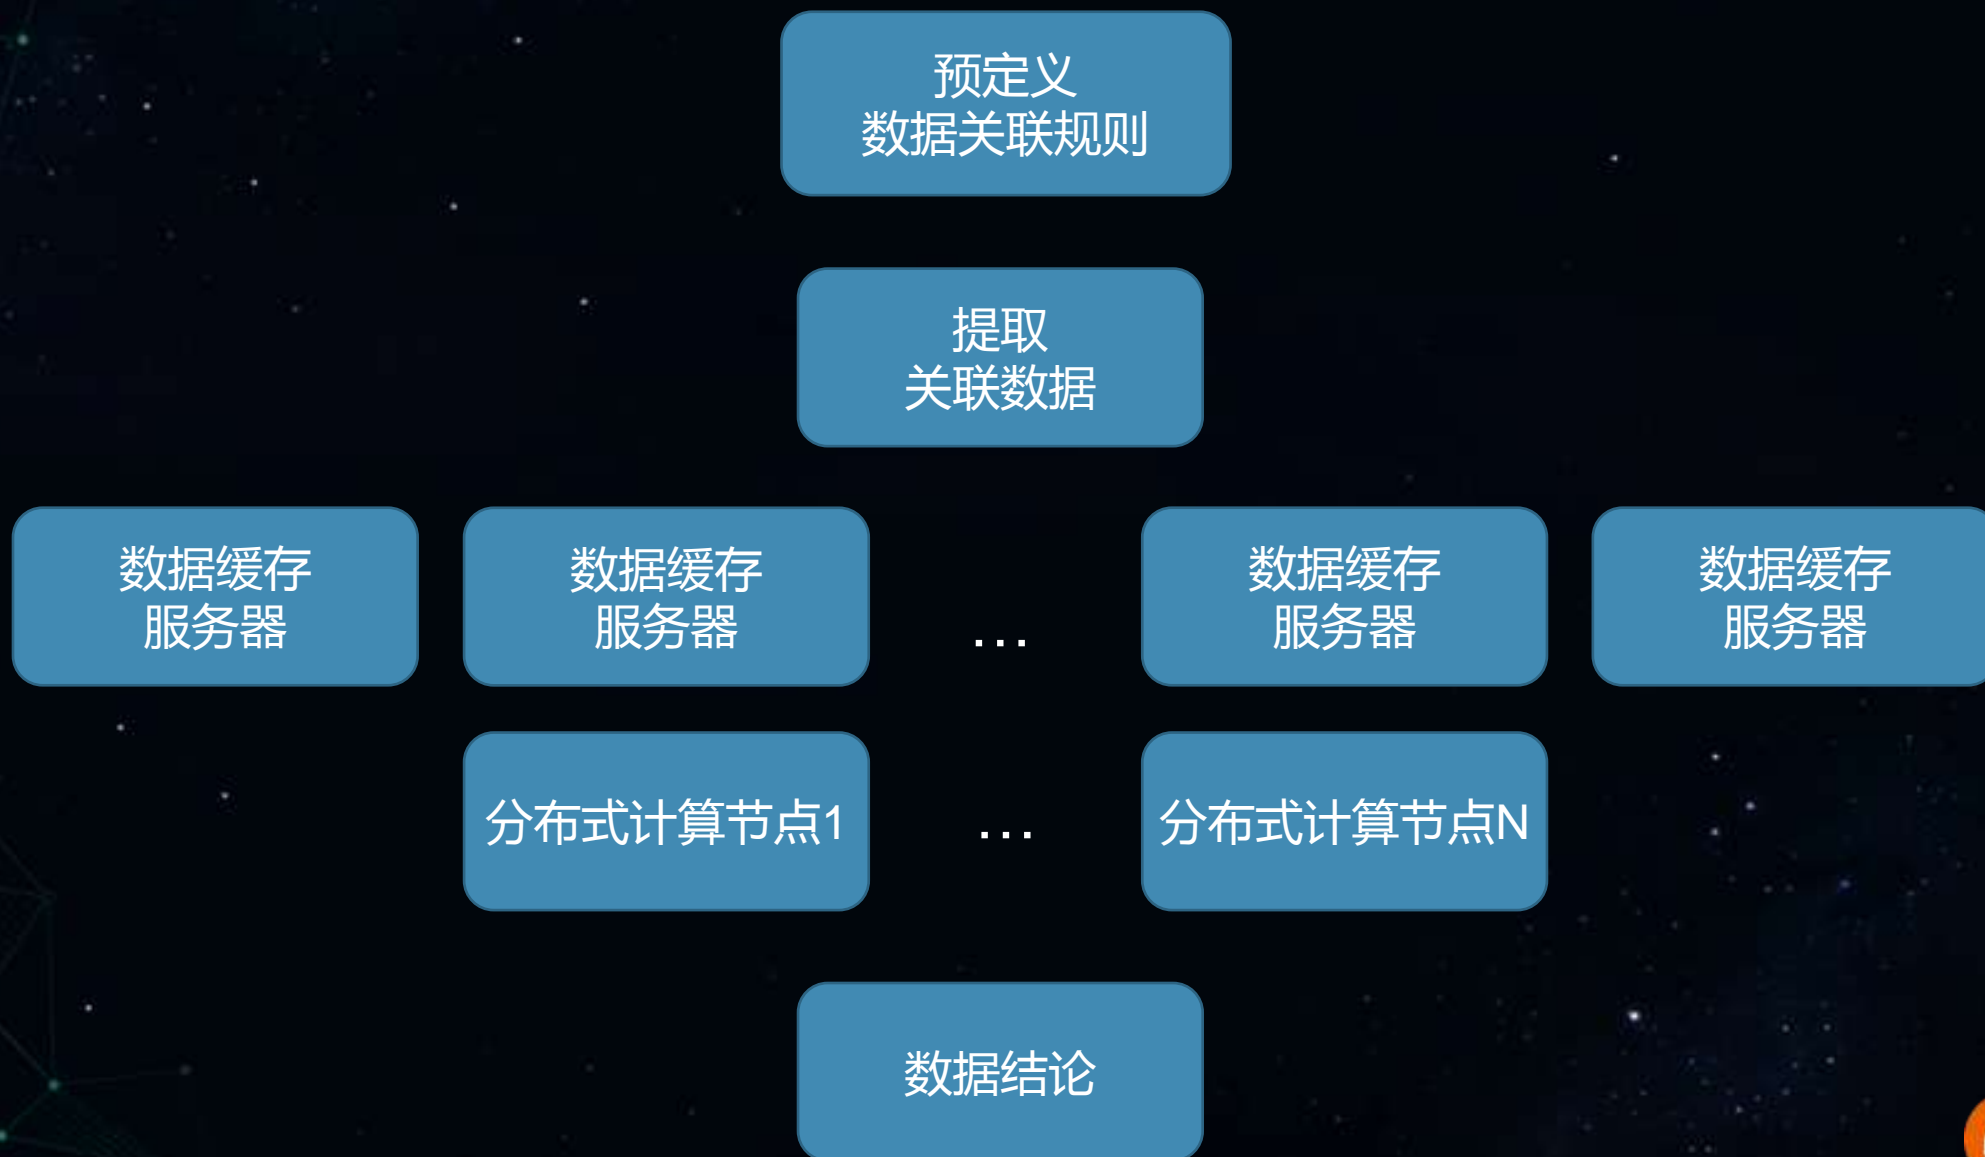 预定义
数据关联规则
提取
关联数据
数据缓存
服务器
数据缓存
服务器
…
数据缓存
服务器
数据缓存
服务器
分布式计算节点1
…
分布式计算节点N
数据结论